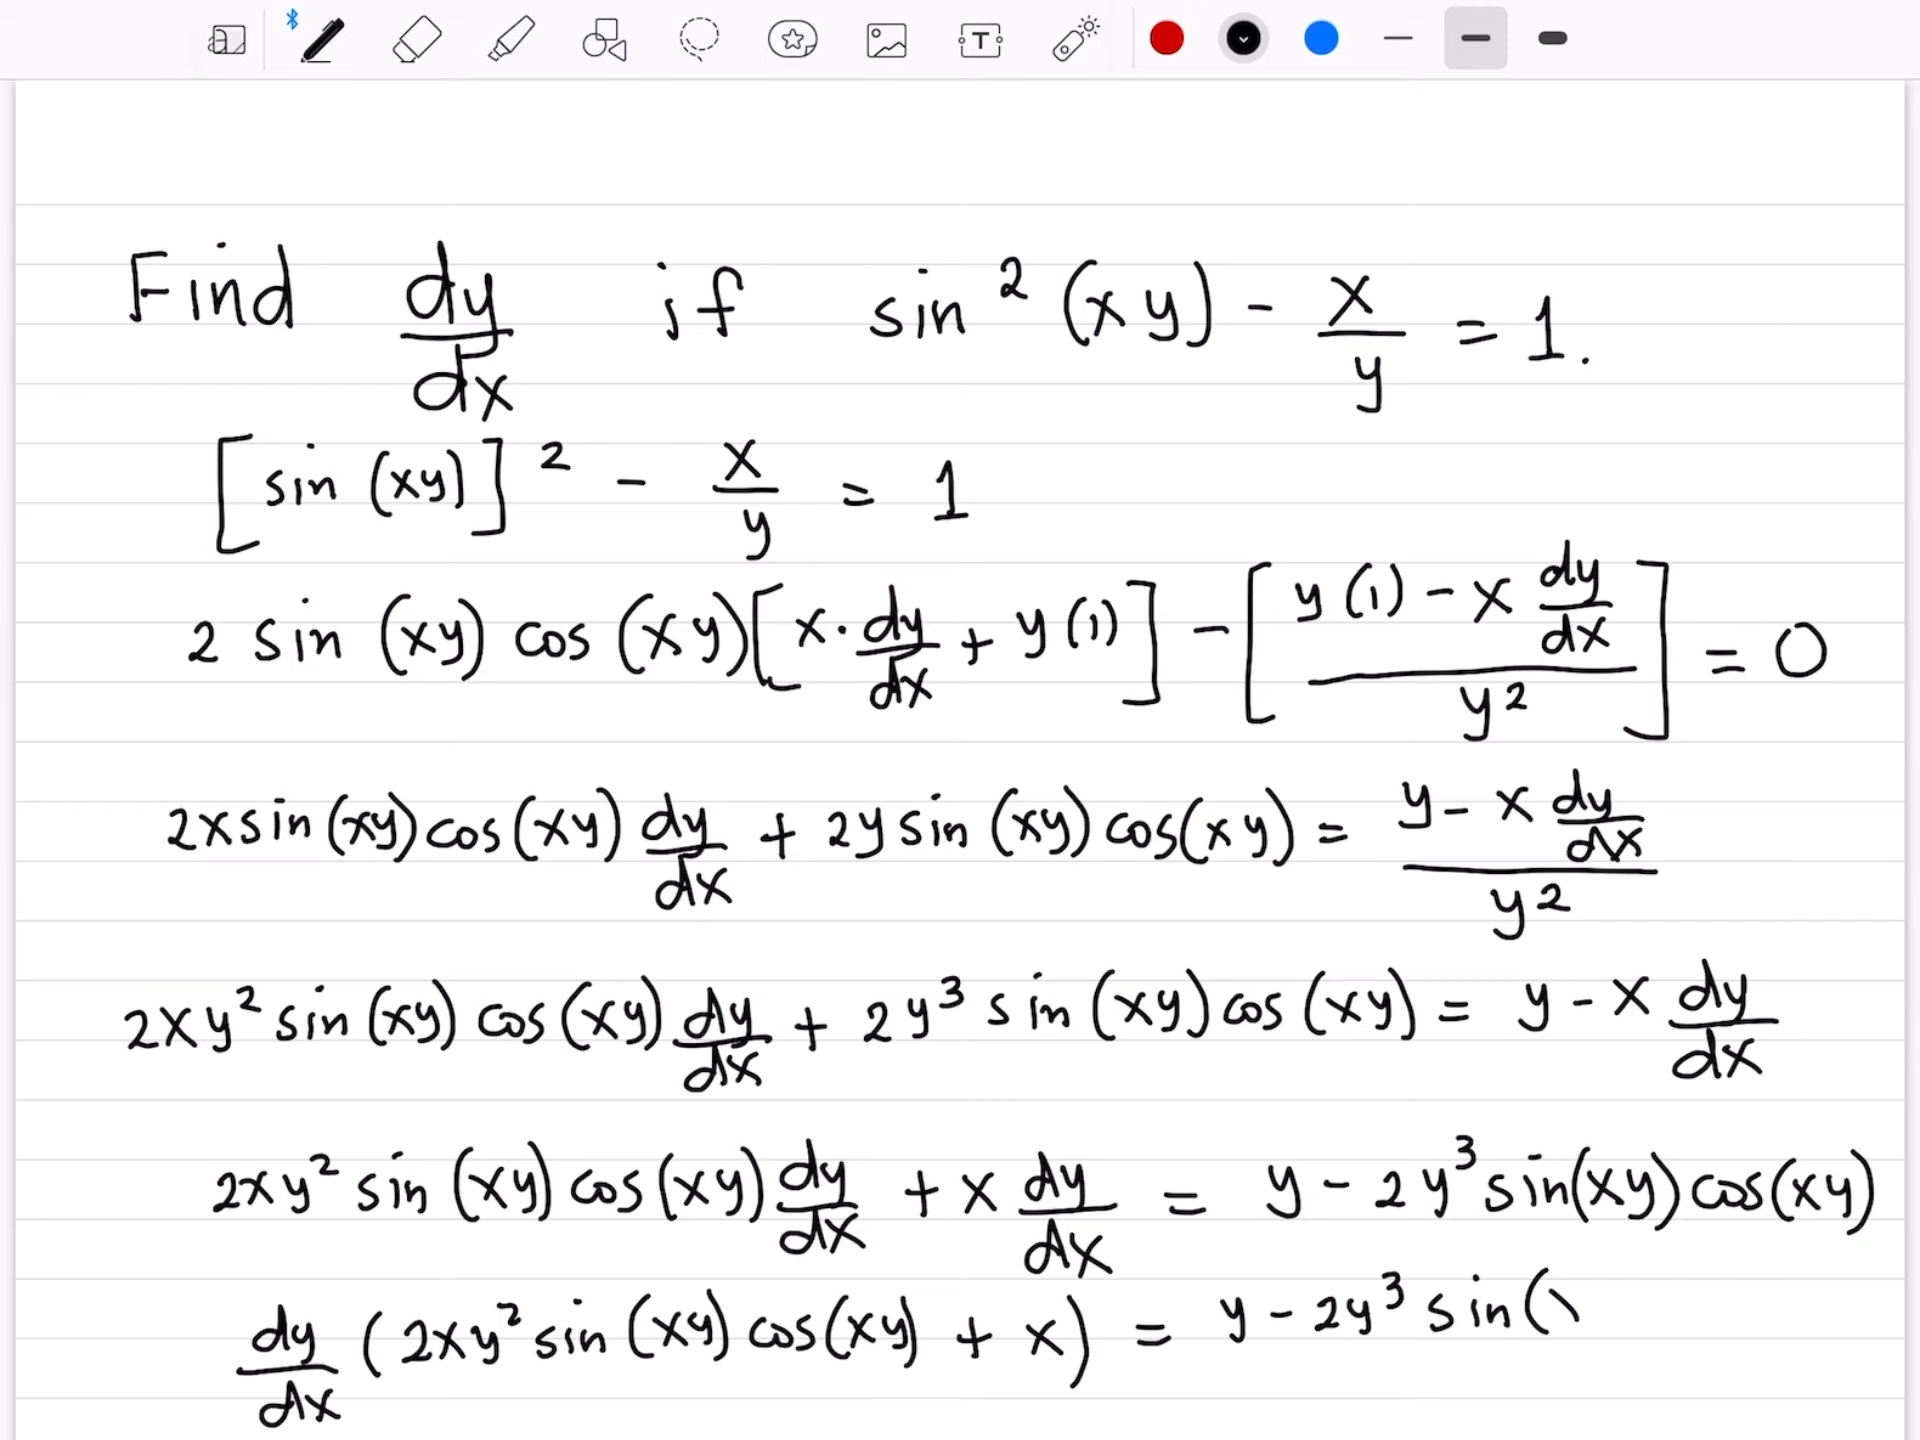 Find dy/dx if sin²(xy) - x/y = 1.
[sin (xy)]² - x/y = 1
2 sin (xy) cos (xy)[x · dy/dx + y(1)] - [(y(1) - x dy/dx)/y²] = 0
2x sin (xy) cos (xy) dy/dx + 2y sin (xy) cos(xy) = (y - x dy/dx)/y²
2xy² sin (xy) cos (xy) dy/dx + 2y³ sin (xy) cos (xy) = y - x dy/dx
2xy² sin (xy) cos (xy) dy/dx + x dy/dx = y - 2y³ sin(xy) cos(xy)
dy/dx (2xy² sin (xy) cos(xy) + x) = y - 2y³ sin(